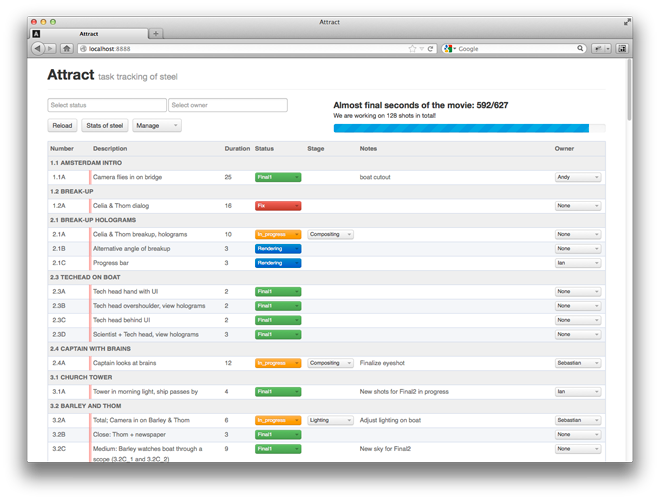 Attract
A Attract
localhost:8888
Google
Attract task tracking of steel
Select status Select owner
Reload Stats of steel Manage
Almost final seconds of the movie: 592/627
We are working on 128 shots in total!
Number Description Duration Status Stage Notes Owner
1.1 AMSTERDAM INTRO
1.1A Camera flies in on bridge 25 Final1 boat cutout Andy
1.2 BREAK-UP
1.2A Celia & Thom dialog 16 Fix None
2.1 BREAK-UP HOLOGRAMS
2.1A Celia & Thom breakup, holograms 10 In_progress Compositing None
2.1B Alternative angle of breakup 3 Rendering None
2.1C Progress bar 3 Rendering Ian
2.3 TECHEAD ON BOAT
2.3A Tech head hand with UI 2 Final1 None
2.3B Tech head overshoulder, view holograms 2 Final1 None
2.3C Tech head behind UI 2 Final1 None
2.3D Scientist + Tech head, view holograms 3 Final1 None
2.4 CAPTAIN WITH BRAINS
2.4A Captain looks at brains 12 In_progress Compositing Finalize eyeshot Sebastian
3.1 CHURCH TOWER
3.1A Tower in morning light, ship passes by 4 Final1 New shots for Final2 in progress Ian
3.2 BARLEY AND THOM
3.2A Total; Camera in on Barley & Thom 6 In_progress Lighting Adjust lighting on boat Sebastian
3.2B Close: Thom + newspaper 3 Final1 None
3.2C Medium: Barley watches boat through a 9 Final1 New sky for Final2 None
scope (3.2C_1 and 3.2C_2)